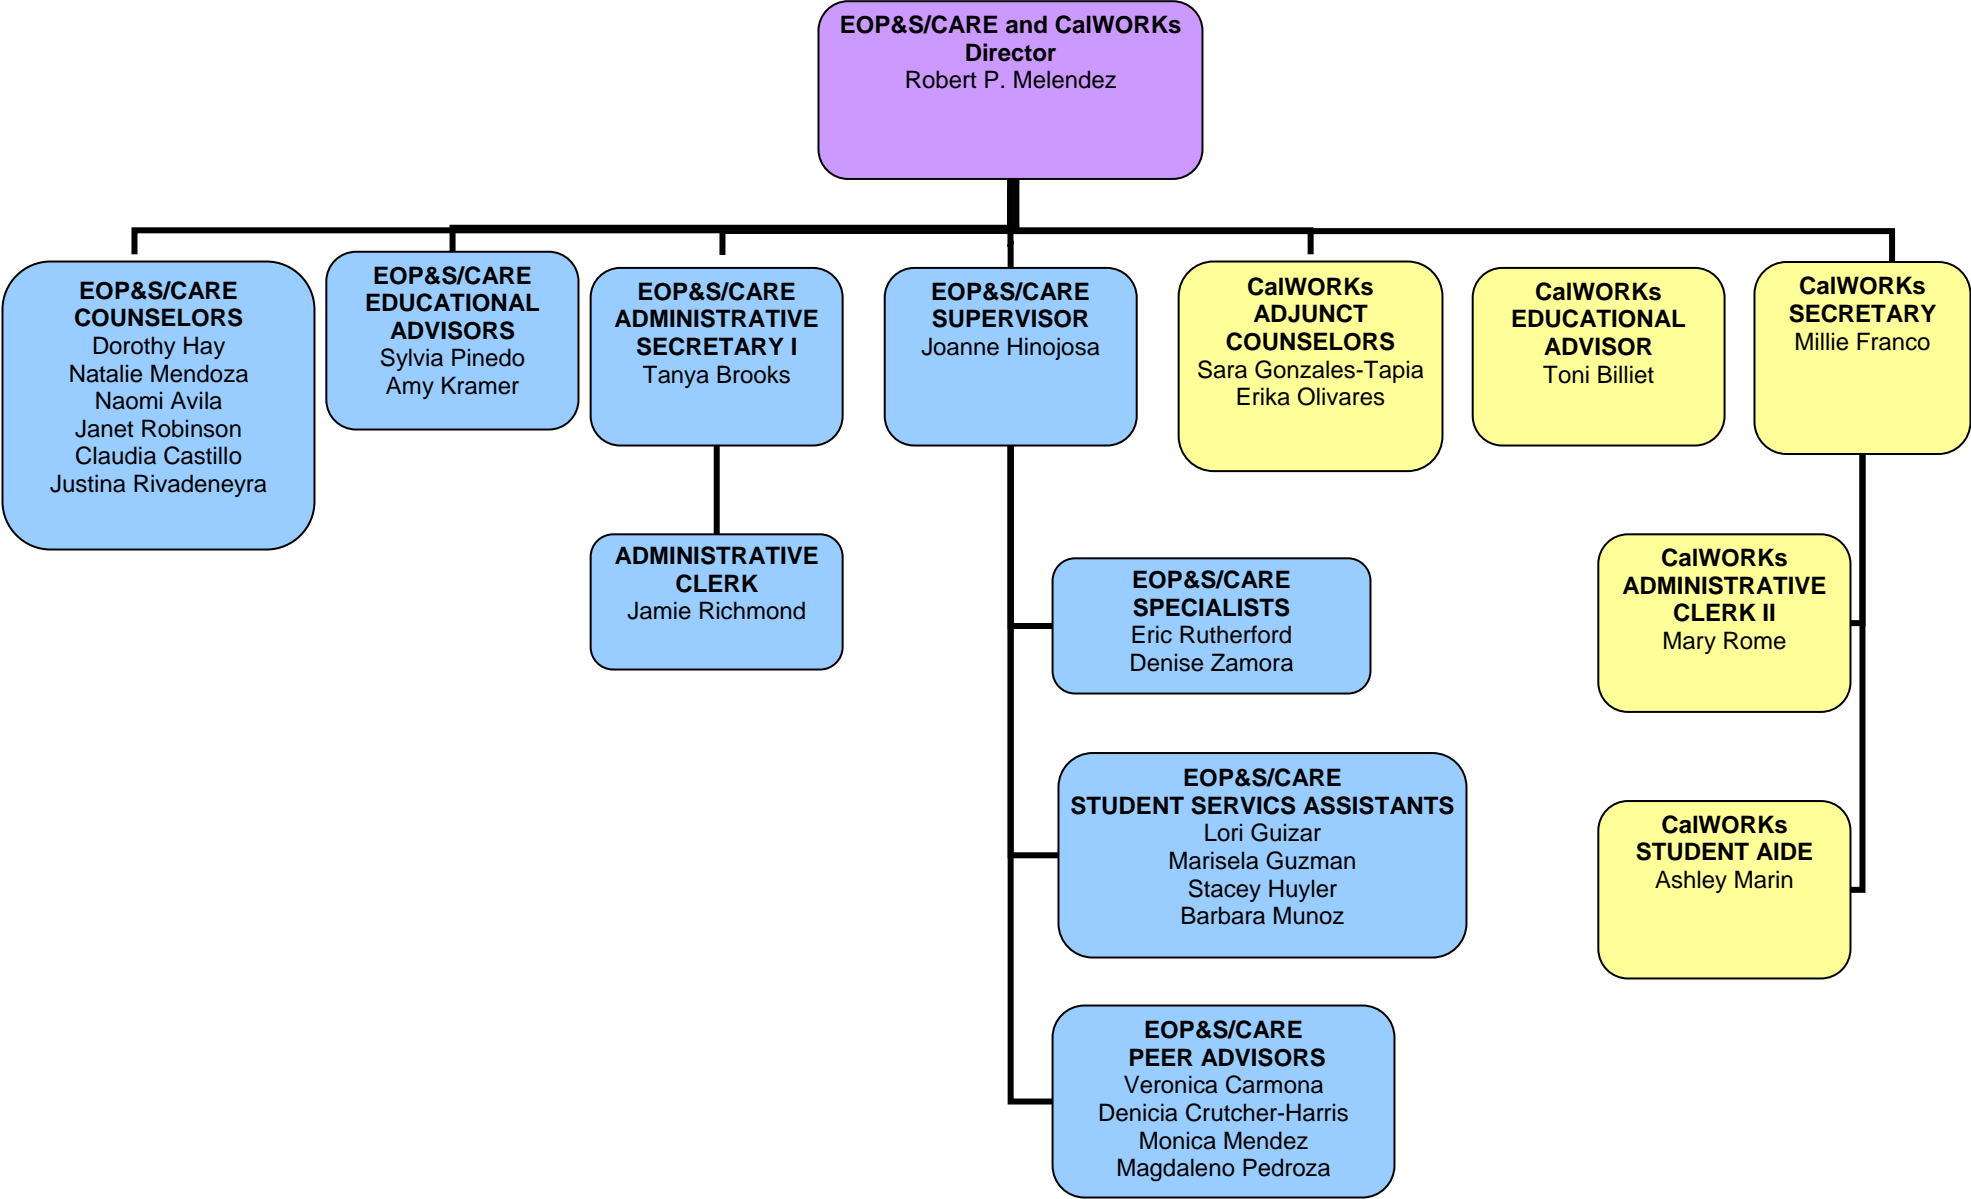 EOP&S/CARE and CalWORKs
Director
Robert P. Melendez
EOP&S/CARE
COUNSELORS
Dorothy Hay
Natalie Mendoza
Naomi Avila
Janet Robinson
Claudia Castillo
Justina Rivadeneyra
EOP&S/CARE
EDUCATIONAL
ADVISORS
Sylvia Pinedo
Amy Kramer
EOP&S/CARE
ADMINISTRATIVE
SECRETARY I
Tanya Brooks
EOP&S/CARE
SUPERVISOR
Joanne Hinojosa
CalWORKs
ADJUNCT
COUNSELORS
Sara Gonzales-Tapia
Erika Olivares
CalWORKs
EDUCATIONAL
ADVISOR
Toni Billiet
CalWORKs
SECRETARY
Millie Franco
ADMINISTRATIVE
CLERK
Jamie Richmond
EOP&S/CARE
SPECIALISTS
Eric Rutherford
Denise Zamora
CalWORKs
ADMINISTRATIVE
CLERK II
Mary Rome
EOP&S/CARE
STUDENT SERVICS ASSISTANTS
Lori Guizar
Marisela Guzman
Stacey Huyler
Barbara Munoz
CalWORKs
STUDENT AIDE
Ashley Marin
EOP&S/CARE
PEER ADVISORS
Veronica Carmona
Denicia Crutcher-Harris
Monica Mendez
Magdaleno Pedroza